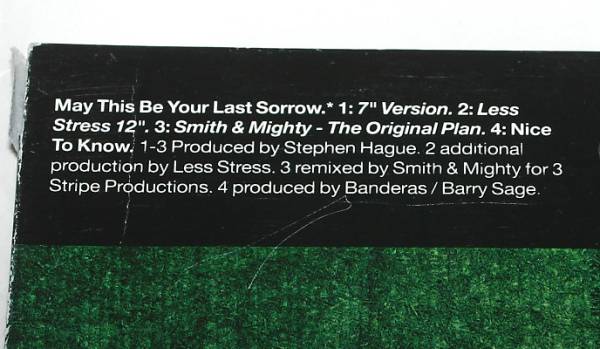 May This Be Your Last Sorrow.* 1: 7" Version. 2: Less
Stress 12". 3: Smith & Mighty - The Original Plan. 4: Nice
To Know. 1-3 Produced by Stephen Hague. 2 additional
production by Less Stress. 3 remixed by Smith & Mighty for 3
Stripe Productions. 4 produced by Banderas / Barry Sage.